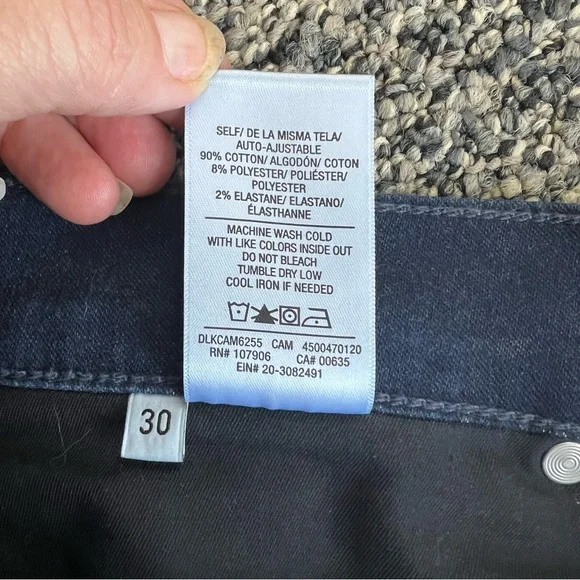 SELF/ DE LA MISMA TELA/
AUTO-AJUSTABLE
90% COTTON/ ALGODÓN/ COTON
8% POLYESTER/ POLIÉSTER/
POLYESTER
2% ELASTANE/ ELASTANO/
ÉLASTHANNE
MACHINE WASH COLD
WITH LIKE COLORS INSIDE OUT
DO NOT BLEACH
TUMBLE DRY LOW
COOL IRON IF NEEDED
DLKCAM6255 CAM 4500470120
RN# 107906 CA# 00635
EIN# 20-3082491
30